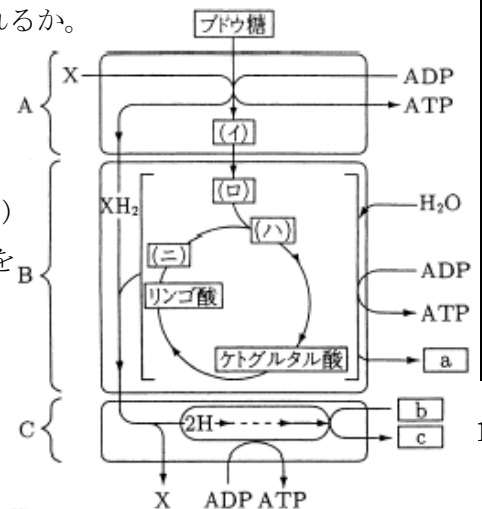 れるか。
ブドウ糖
X
ADP
A
ATP
(イ)
(ロ)
XH₂
H₂O
)
(ハ)
(ニ)
を
B
ADP
リンゴ酸
ATP
ケトグルタル酸
a
b
C
2H
c
1
X ADP ATP